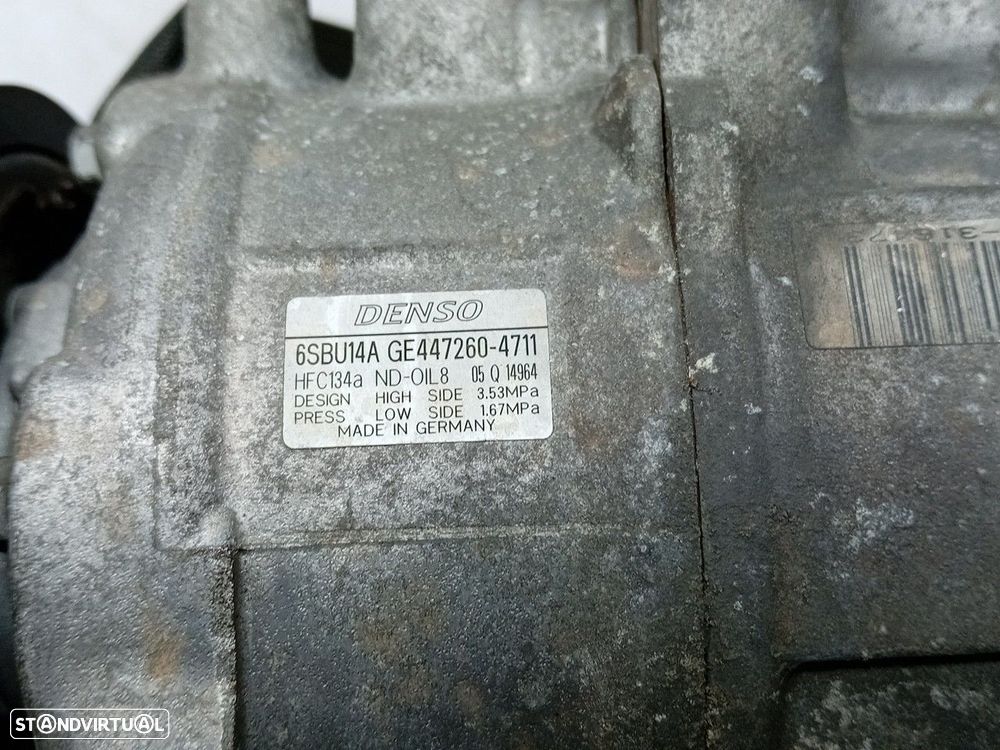 DENSO
6SBU14A GE447260-4711
HFC134a ND-OIL8 05 Q 14964
DESIGN HIGH SIDE 3.53MPa
PRESS LOW SIDE 1.67MPa
MADE IN GERMANY
STANDVIRTUAL